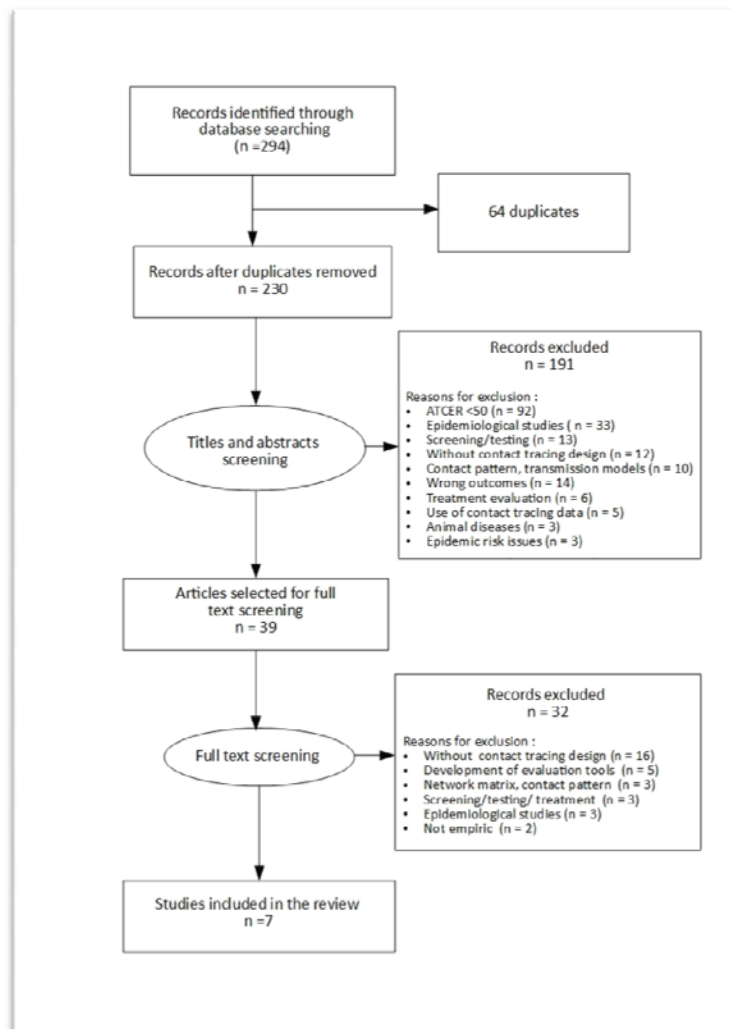 Records identified through
database searching
(n =294)
64 duplicates
Records after duplicates removed
n = 230
Records excluded
n = 191
Reasons for exclusion :
• ATCER <50 (n = 92)
• Epidemiological studies ( n = 33)
• Screening/testing (n = 13)
• Without contact tracing design (n = 12)
• Contact pattern, transmission models (n = 10)
• Wrong outcomes (n = 14)
• Treatment evaluation (n = 6)
• Use of contact tracing data (n = 5)
• Animal diseases (n = 3)
• Epidemic risk issues (n = 3)
Titles and abstracts
screening
Articles selected for full
text screening
n = 39
Records excluded
n = 32
Reasons for exclusion :
• Without contact tracing design (n = 16)
• Development of evaluation tools (n = 5)
• Network matrix, contact pattern (n = 3)
• Screening/testing/ treatment (n = 3)
• Epidemiological studies (n = 3)
• Not empiric (n = 2)
Full text screening
Studies included in the review
n =7